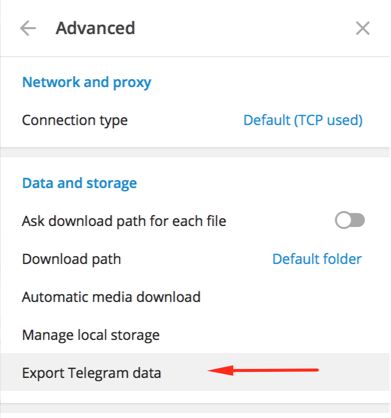 Advanced
Network and proxy
Connection type Default (TCP used)
Data and storage
Ask download path for each file
Download path Default folder
Automatic media download
Manage local storage
Export Telegram data